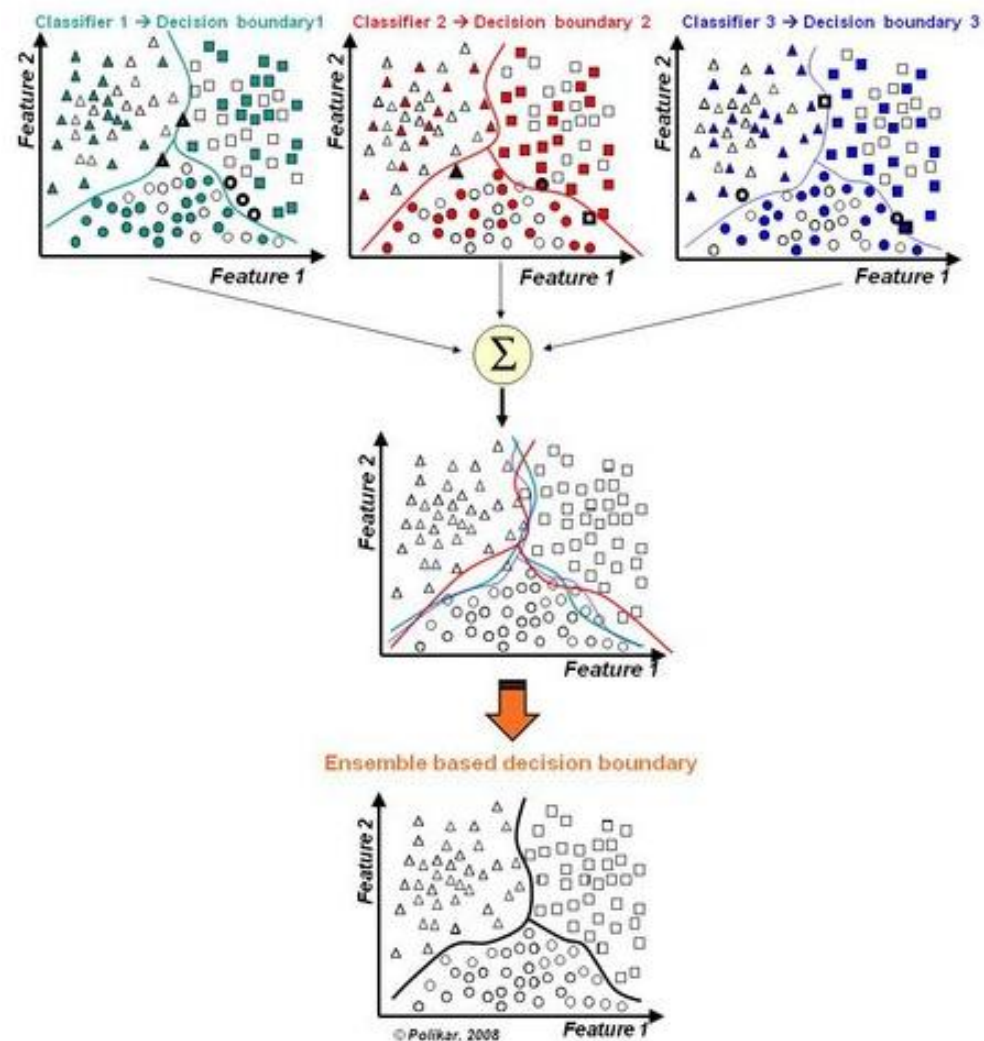 Classifier 1 → Decision boundary1
Classifier 2 → Decision boundary 2
Classifier 3 → Decision boundary 3
Feature 2
Feature 1
Feature 2
Feature 1
Feature 2
Feature 1
Σ
Feature 2
Feature 1
Ensemble based decision boundary
Feature 2
Feature 1
© Polikar, 2008